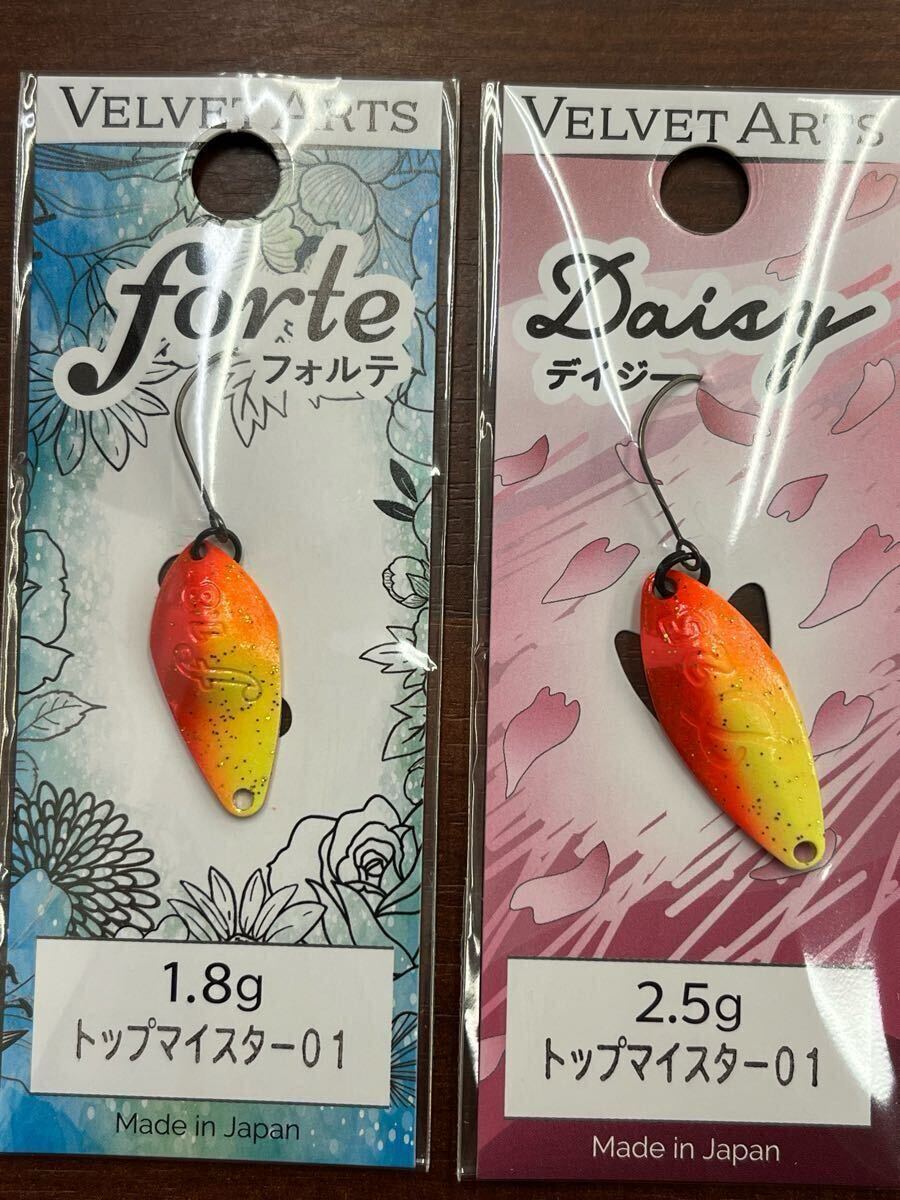 VELVET ARTS
forte
フォルテ
f 1.8
1.8g
トップマイスター01
Made in Japan
VELVET ARTS
Daisy
デイジー
2.5g
トップマイスター01
Made in Japan